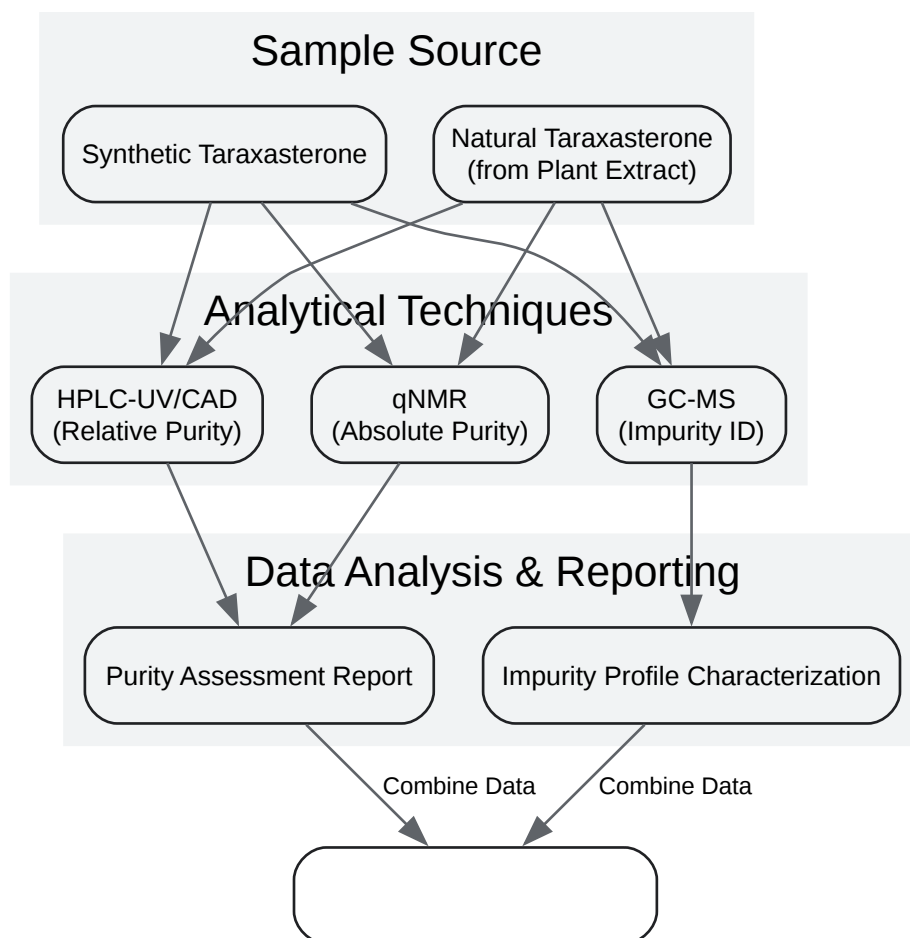 Sample Source
Synthetic Taraxasterone
Natural Taraxasterone
(from Plant Extract)
Analytical Techniques
HPLC-UV/CAD
(Relative Purity)
qNMR
(Absolute Purity)
GC-MS
(Impurity ID)
Data Analysis & Reporting
Purity Assessment Report
Impurity Profile Characterization
Combine Data
Combine Data